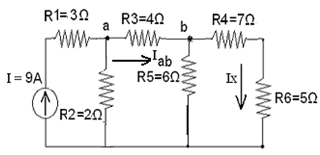 R1=3Ω a R3=4Ω b R4=7Ω
I = 9A Iab R5=6Ω Ix
R2=2Ω R6=5Ω